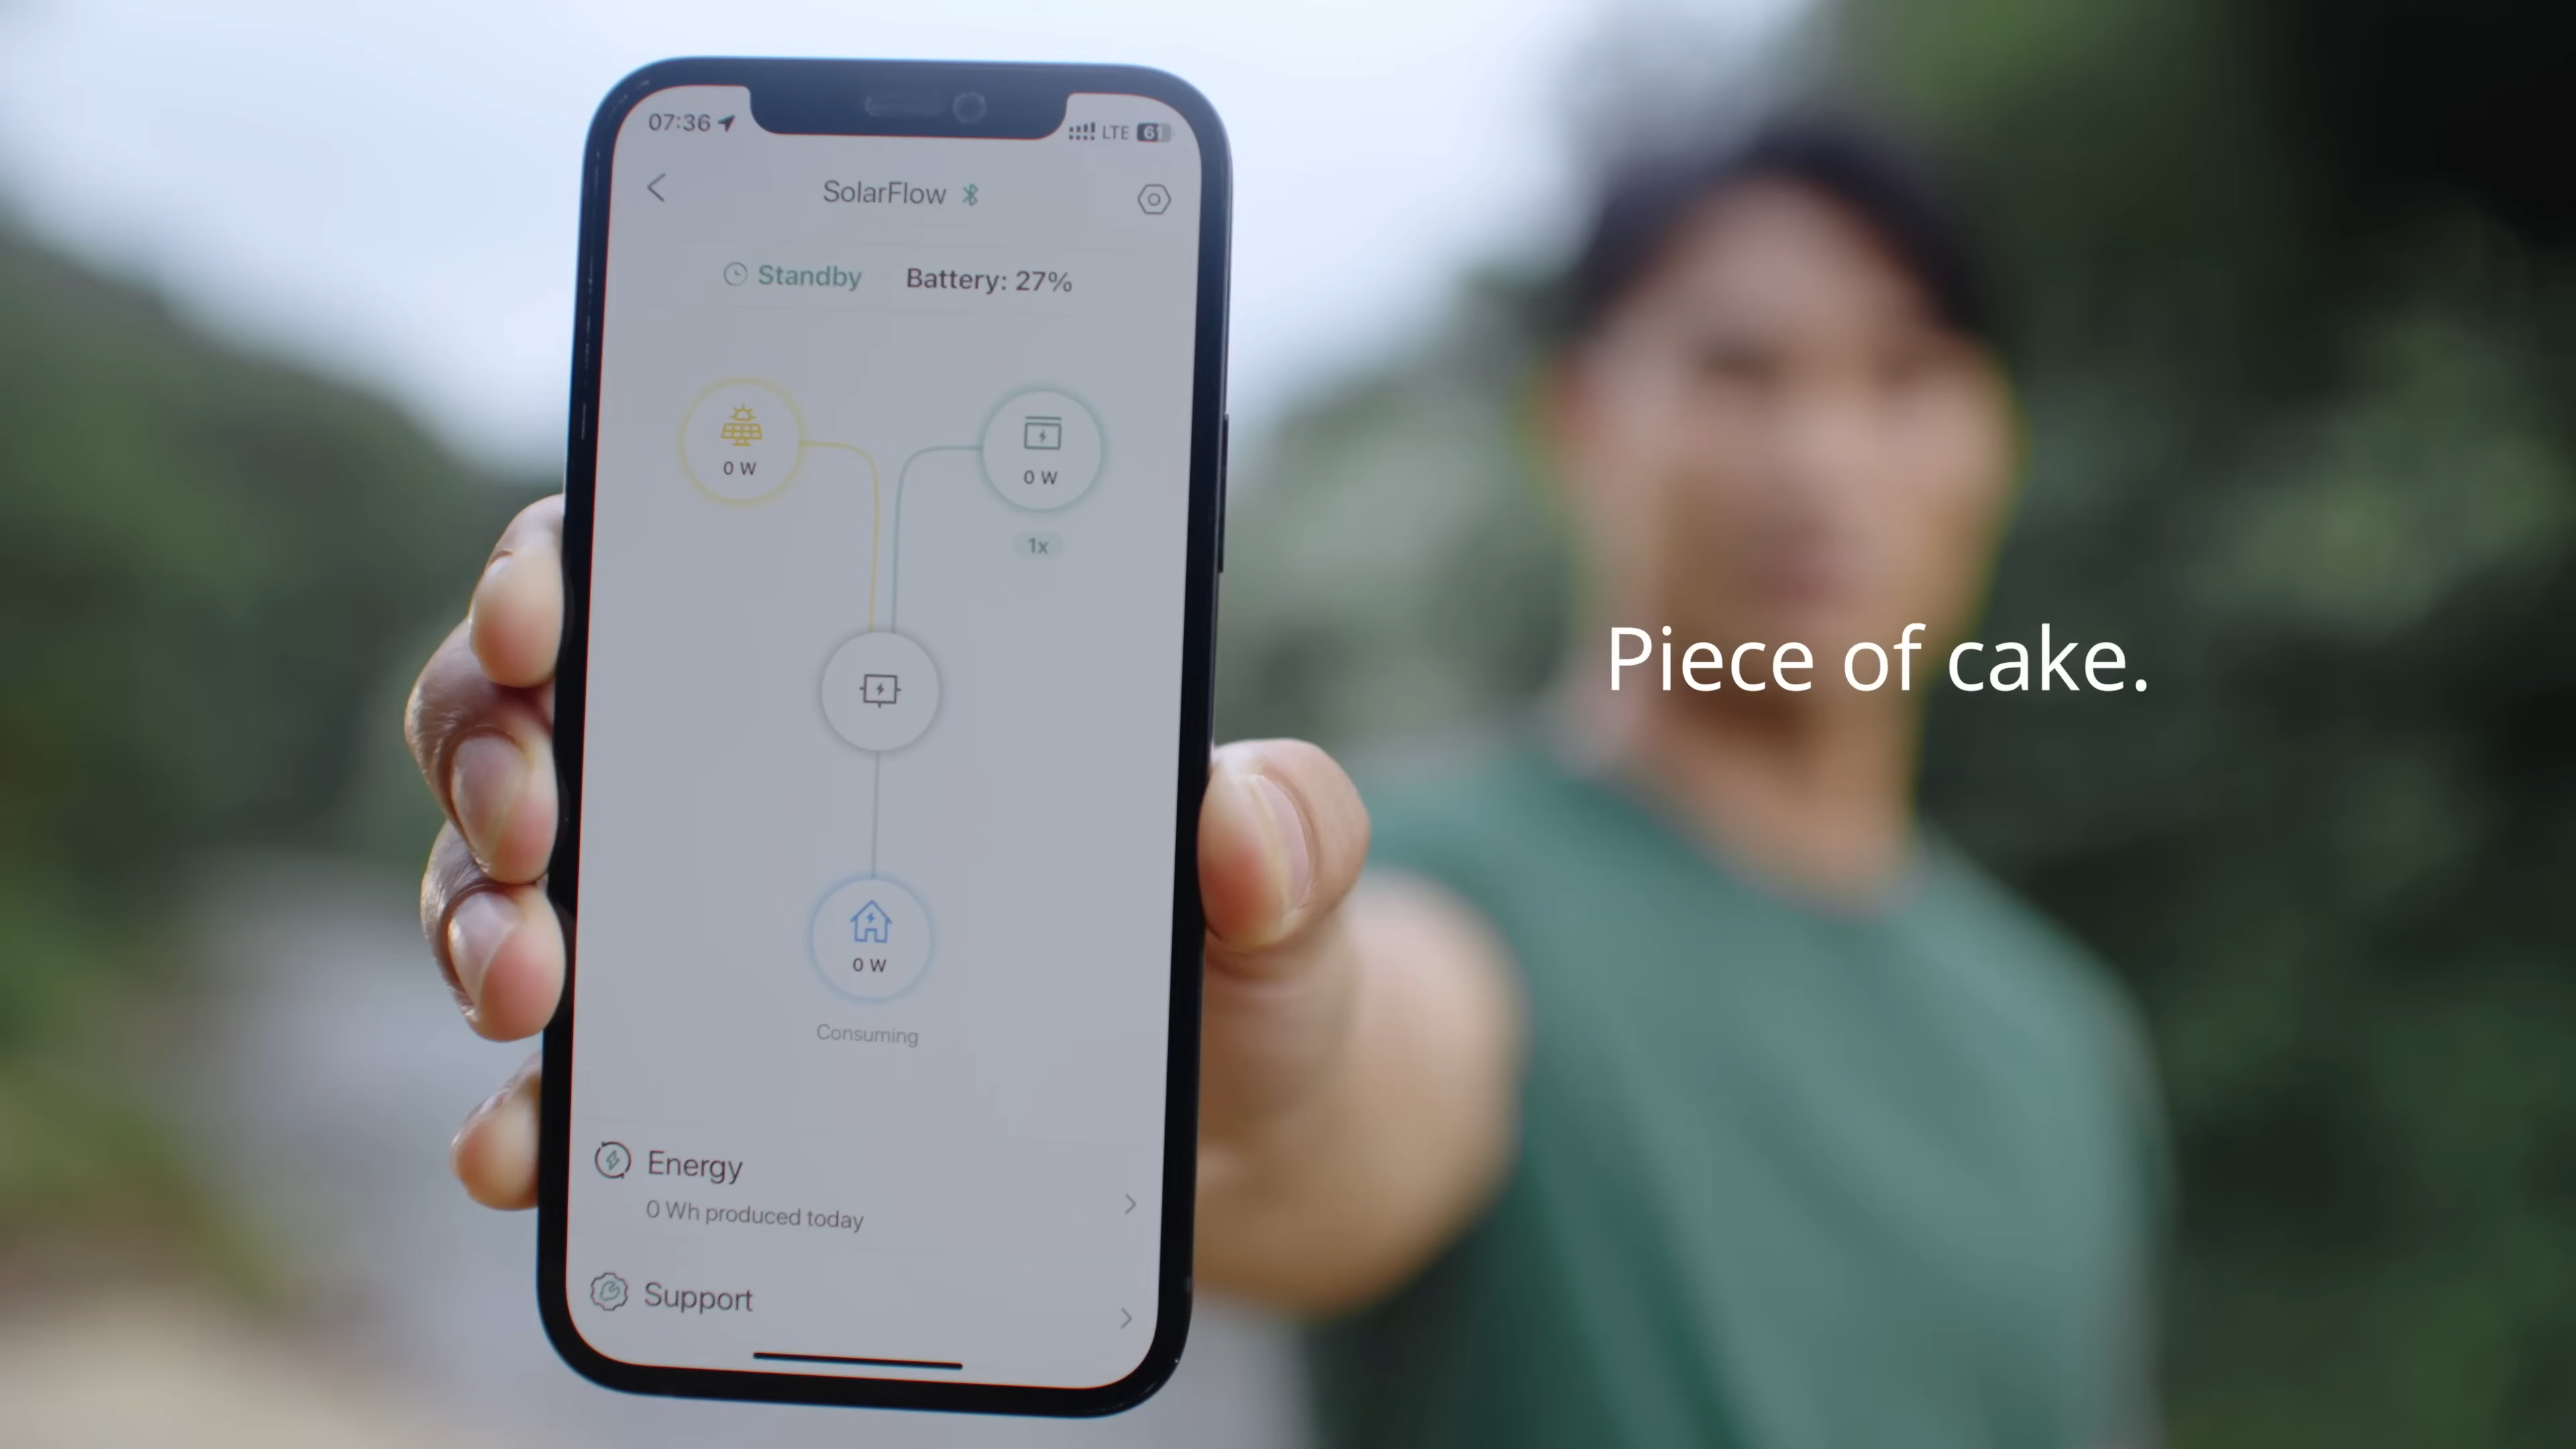 07:36
LTE 61
SolarFlow
Standby Battery: 27%
0 W
0 W
1x
0 W
Consuming
Energy
0 Wh produced today
Support
Piece of cake.